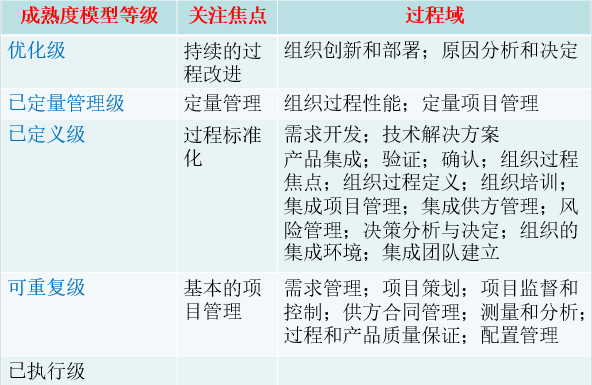 成熟度模型等级 关注焦点 过程域
优化级 持续的过程改进 组织创新和部署；原因分析和决定
已定量管理级 定量管理 组织过程性能；定量项目管理
已定义级 过程标准化 需求开发；技术解决方案
产品集成；验证；确认；组织过程
焦点；组织过程定义；组织培训；
集成项目管理；集成供方管理；风
险管理；决策分析与决定；组织的
集成环境；集成团队建立
可重复级 基本的项目管理 需求管理；项目策划；项目监督和
控制；供方合同管理；测量和分析；
过程和产品质量保证；配置管理
已执行级